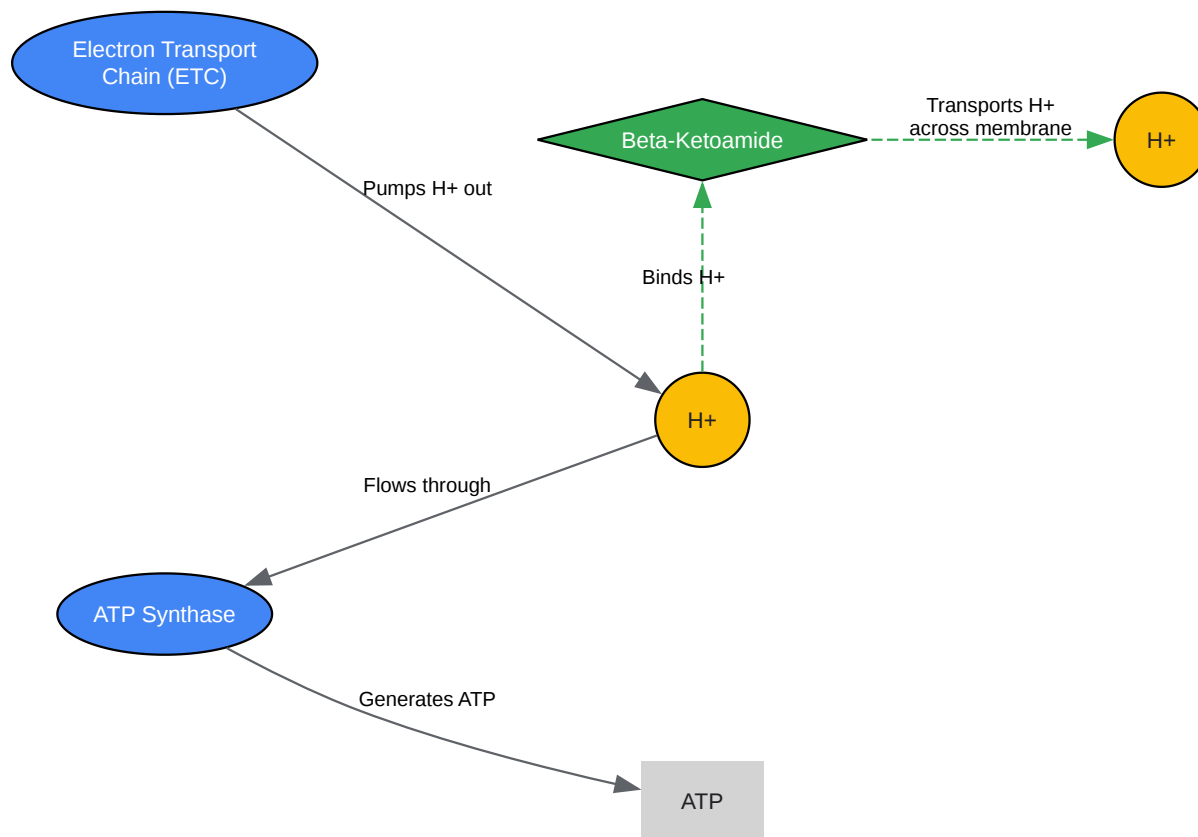 Electron Transport
Chain (ETC)
Transports H+
across membrane
Beta-Ketoamide
H+
Pumps H+ out
Binds H+
H+
Flows through
ATP Synthase
Generates ATP
ATP